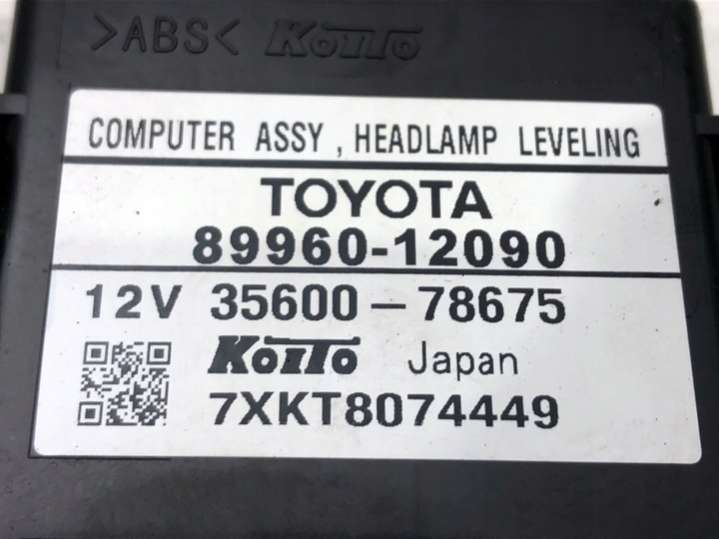 >ABS< KOITO
COMPUTER ASSY , HEADLAMP LEVELING
TOYOTA
89960-12090
12V 35600-78675
KOITO Japan
7XKT8074449